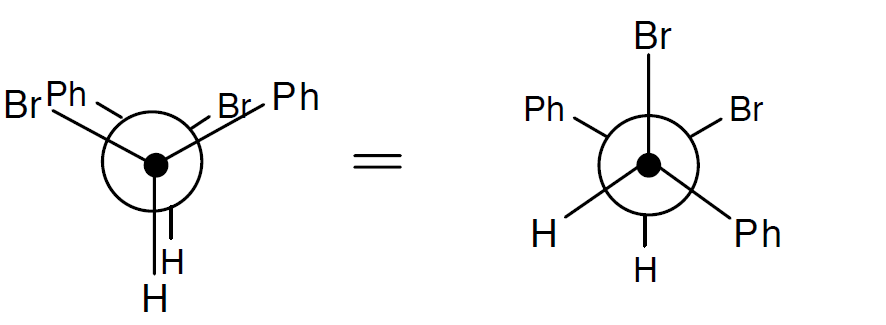 Br Ph Br Ph
H
H
=
Br
Ph Br
H Ph
H